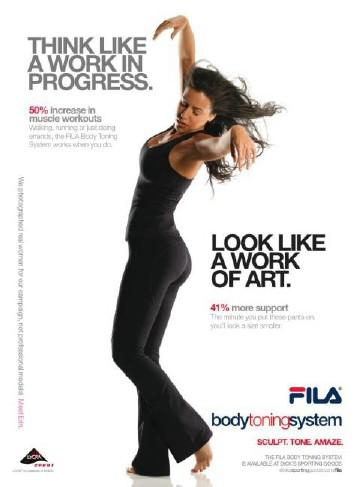 THINK LIKE
A WORK IN
PROGRESS.
50% increase in
muscle workouts
Walking, running or just doing
errands, the FILA Body Toning
System works when you do.
We photographed real women for our campaign, not professional models.
LOOK LIKE
A WORK
OF ART.
41% more support
The minute you put these pants on,
you'll look a size smaller.
FILA
bodytoningsystem
SCULPT. TONE. AMAZE.
THE FILA BODY TONING SYSTEM
IS AVAILABLE AT DICK'S SPORTING GOODS